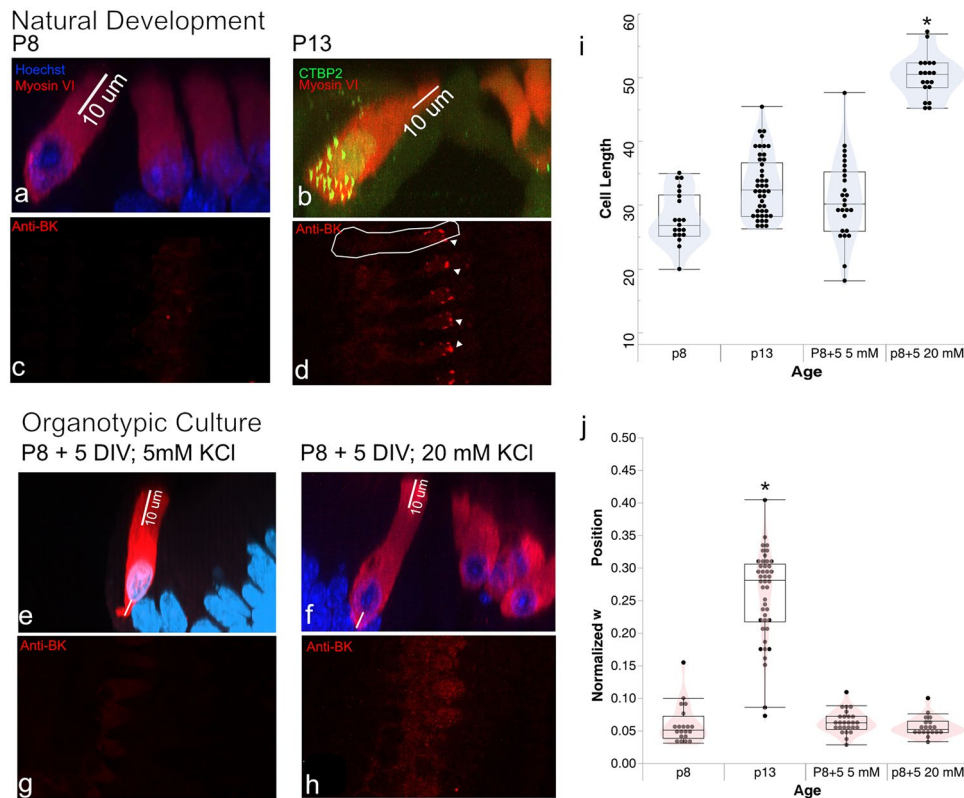 Natural Development
P8
P13
Hoechst
Myosin VI
10 um
a
CTBP2
Myosin VI
10 um
b
Anti-BK
c
Anti-BK
d
Organotypic Culture
P8 + 5 DIV; 5mM KCl
P8 + 5 DIV; 20 mM KCl
10 um
e
10 um
f
Anti-BK
g
Anti-BK
h
i
Cell Length
60
50
40
30
20
10
*
p8
p13
P8+5 5 mM
p8+5 20 mM
Age
j
Normalized w Position
0.50
0.45
0.40
0.35
0.30
0.25
0.20
0.15
0.10
0.05
0.00
*
p8
p13
P8+5 5 mM
p8+5 20 mM
Age